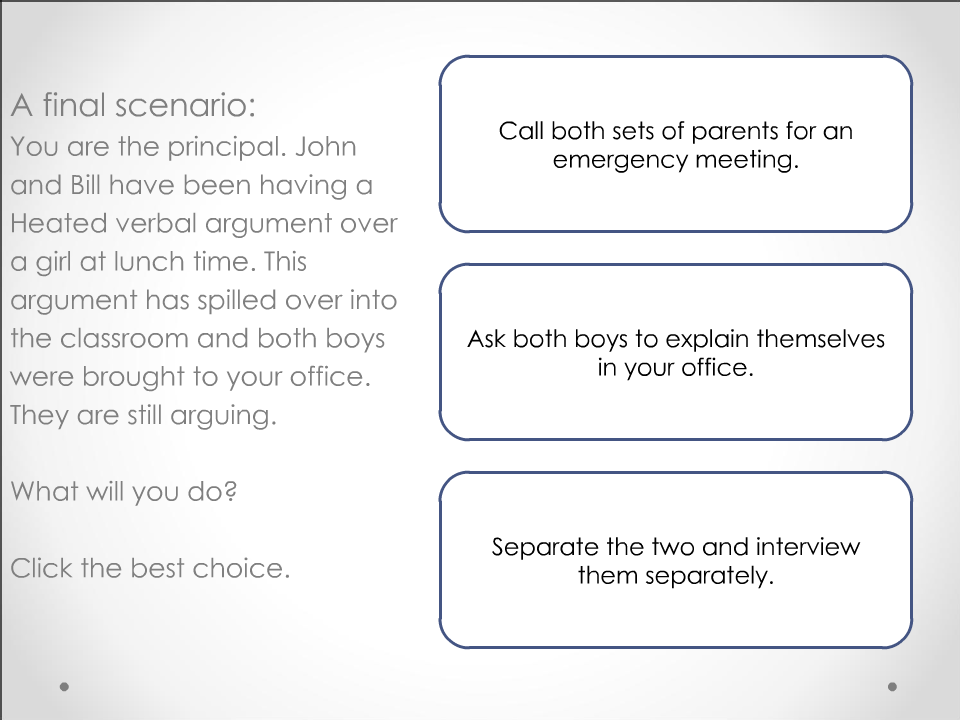 A final scenario:
You are the principal. John
and Bill have been having a
Heated verbal argument over
a girl at lunch time. This
argument has spilled over into
the classroom and both boys
were brought to your office.
They are still arguing.
What will you do?
Click the best choice.
Call both sets of parents for an
emergency meeting.
Ask both boys to explain themselves
in your office.
Separate the two and interview
them separately.